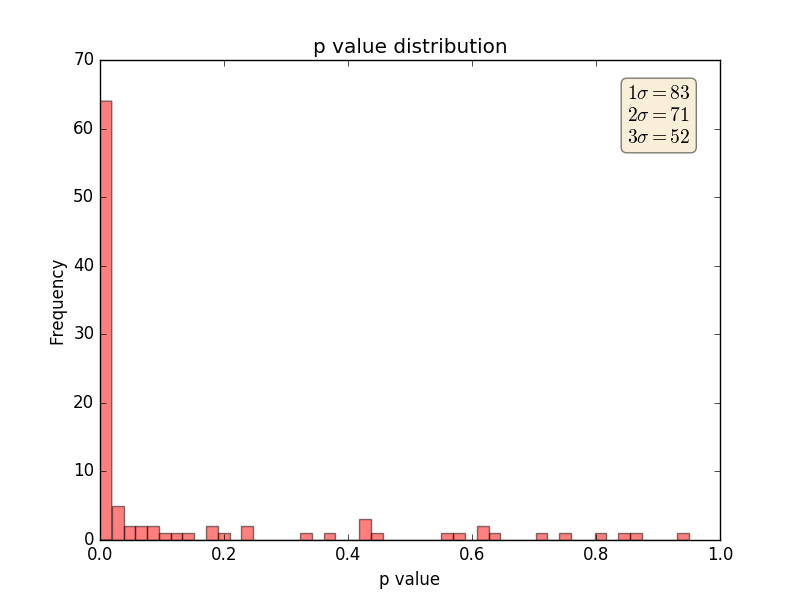 p value distribution
1σ = 83
2σ = 71
3σ = 52
70
60
50
40
30
20
10
0
Frequency
0.0 0.2 0.4 0.6 0.8 1.0
p value